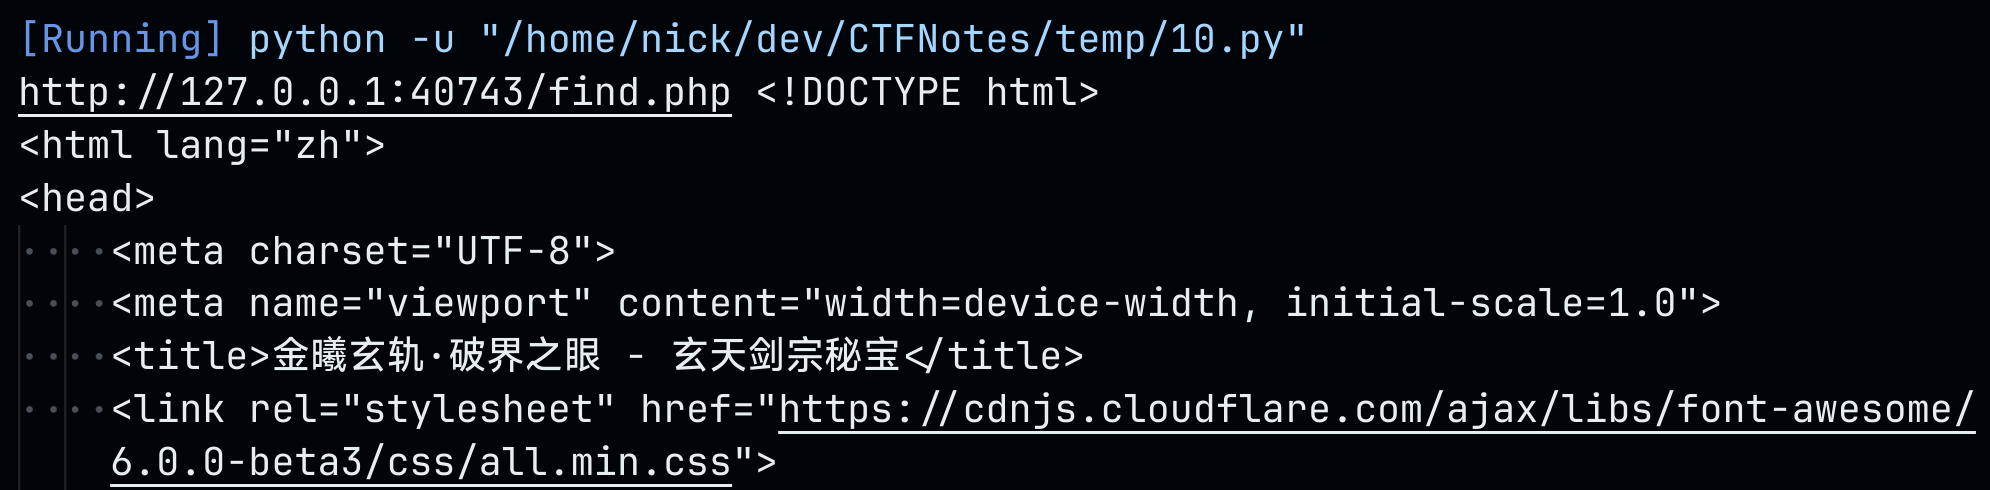 [Running] python -u "/home/nick/dev/CTFNotes/temp/10.py"
http://127.0.0.1:40743/find.php <!DOCTYPE html>
<html lang="zh">
<head>
    <meta charset="UTF-8">
    <meta name="viewport" content="width=device-width, initial-scale=1.0">
    <title>金曦玄轨·破界之眼 - 玄天剑宗秘宝</title>
    <link rel="stylesheet" href="https://cdnjs.cloudflare.com/ajax/libs/font-awesome/
    6.0.0-beta3/css/all.min.css">